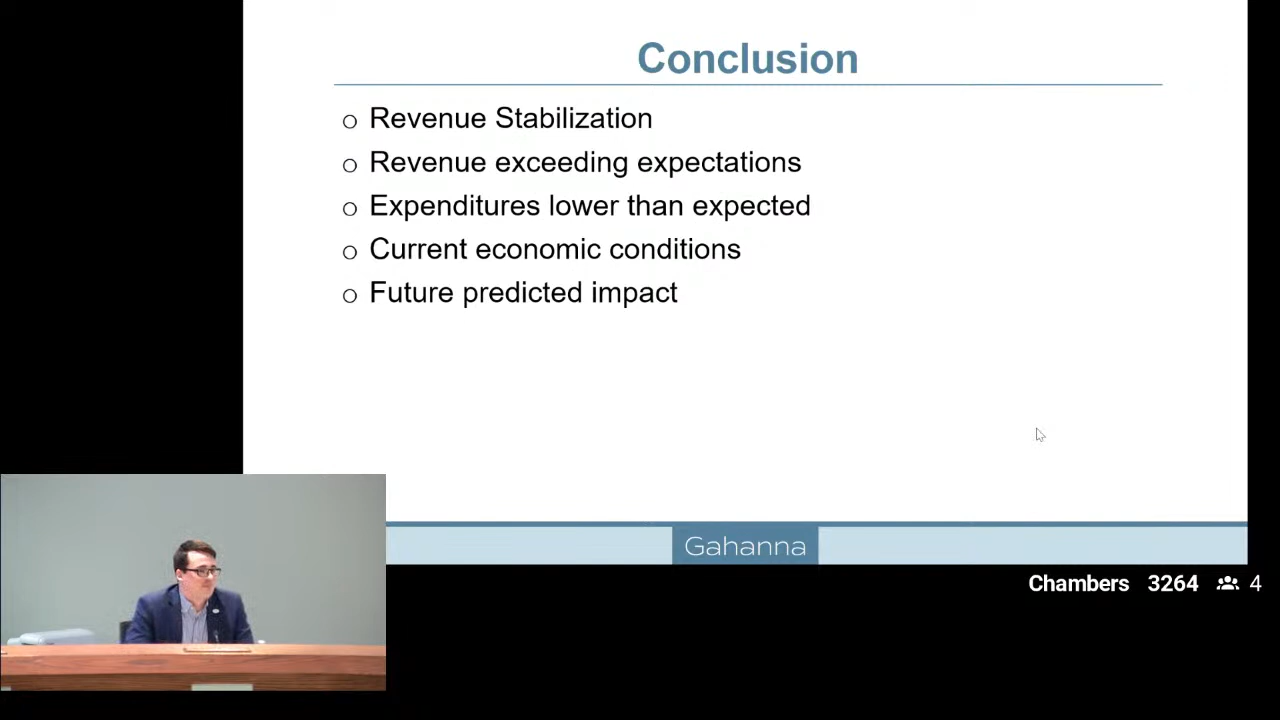 Conclusion
o Revenue Stabilization
o Revenue exceeding expectations
o Expenditures lower than expected
o Current economic conditions
o Future predicted impact
Gahanna
Chambers 3264 4